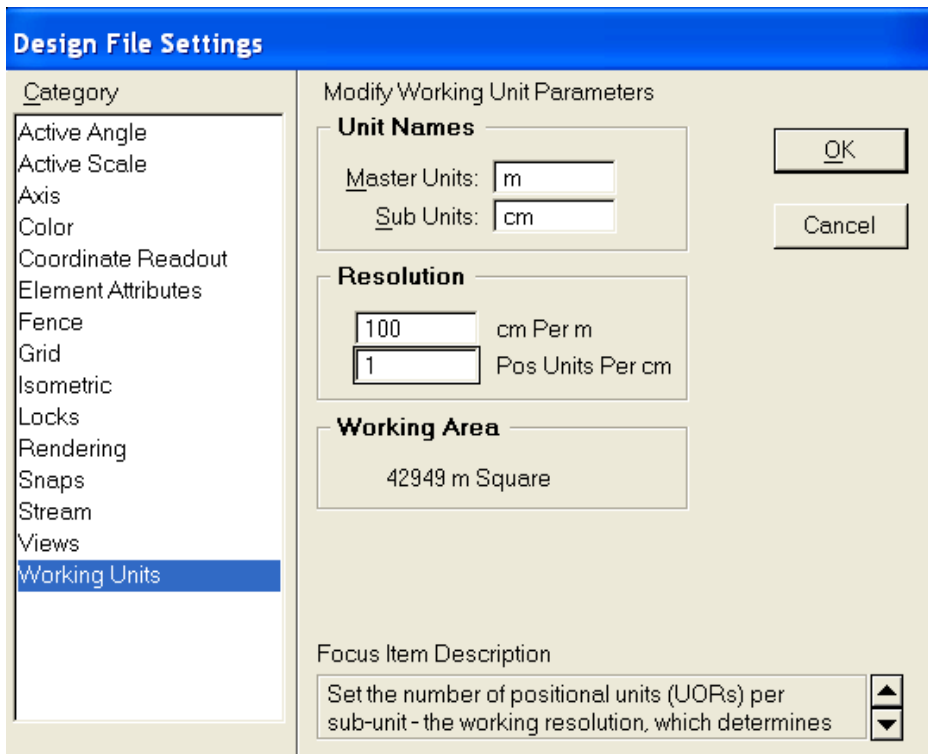 Design File Settings
Category
Active Angle
Active Scale
Axis
Color
Coordinate Readout
Element Attributes
Fence
Grid
Isometric
Locks
Rendering
Snaps
Stream
Views
Working Units
Modify Working Unit Parameters
Unit Names
Master Units: m
Sub Units: cm
Resolution
100 cm Per m
1 Pos Units Per cm
Working Area
42949 m Square
OK
Cancel
Focus Item Description
Set the number of positional units (UORs) per
sub-unit - the working resolution, which determines